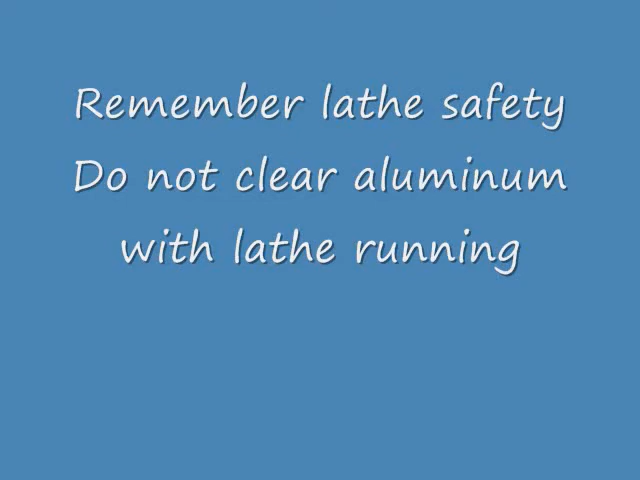 Remember lathe safety
Do not clear aluminum
with lathe running